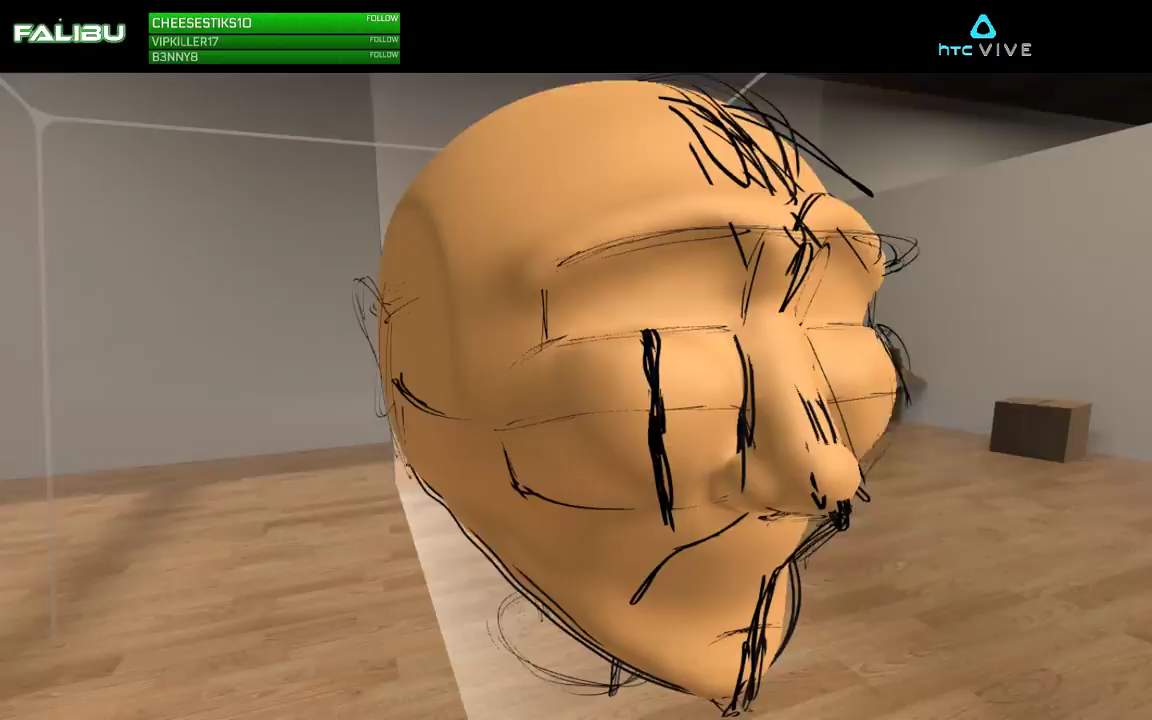 FALIBU
CHEESESTIKS10 FOLLOW
VIPKILLER17 FOLLOW
B3NNY8 FOLLOW
htc VIVE